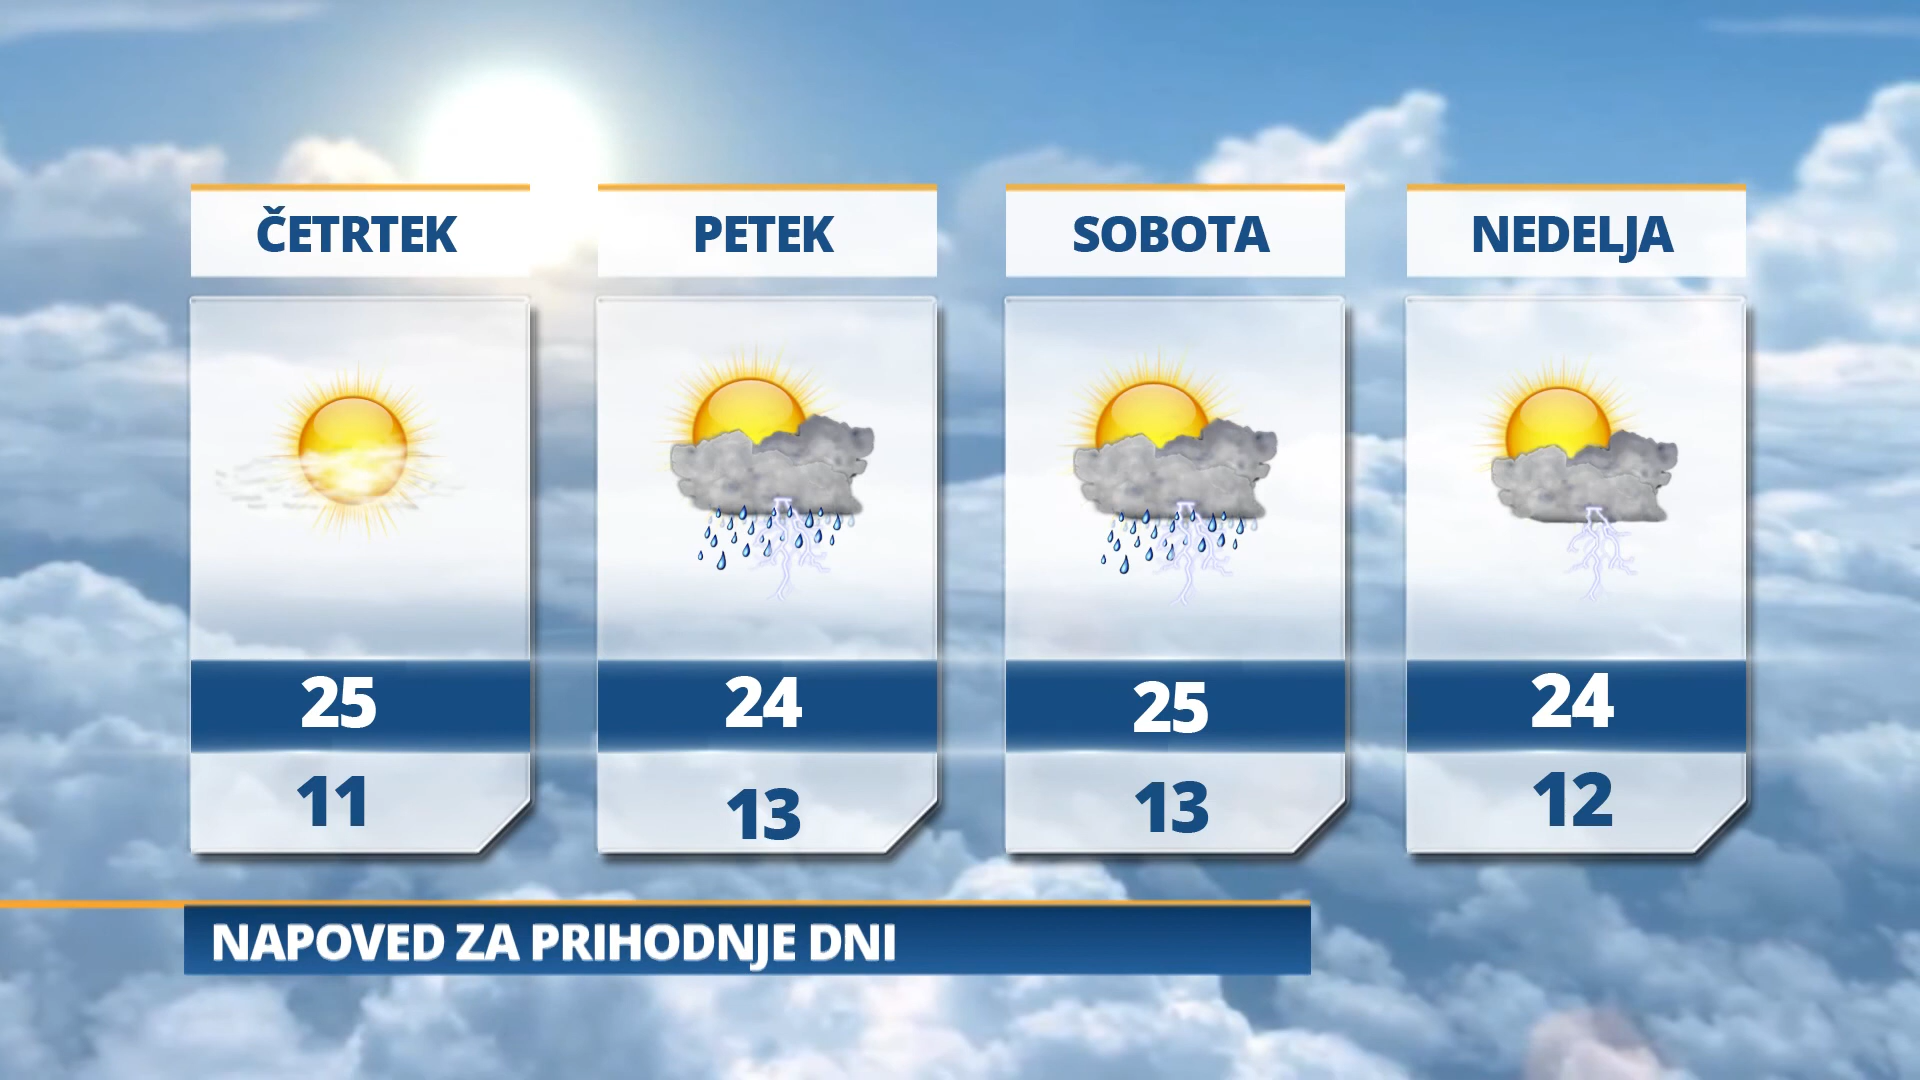 ČETRTEK
PETEK
SOBOTA
NEDELJA
25
24
25
24
11
13
13
12
NAPOVED ZA PRIHODNJE DNI